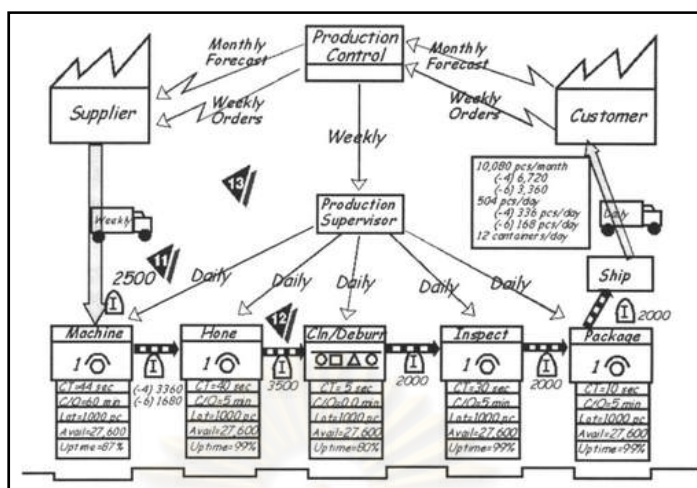 Monthly
Forecast
Production
Control
Monthly
Forecast
Supplier
Weekly
Orders
Weekly
Orders
Customer
Weekly
10,080 pcs/month
(-4) 6,720
(-6) 3,360
504 pcs/day
(-4) 336 pcs/day
(-6) 168 pcs/day
12 containers/day
13
Weekly
Production
Supervisor
Daily
11
2500
I
Daily
Daily
Daily
Daily
Daily
Ship
I
2000
12
Machine
Hone
Cln/Deburr
Inspect
Package
1
1
1
1
I
I
I
I
(-4) 3360
(-6) 1680
3500
2000
2000
CT=44 sec
C/O=60 min
Lot=1000 pc
Avail=27,600
Uptime=87%
CT=40 sec
C/O=5 min
Lot=1000 pc
Avail=27,600
Uptime=99%
CT= 5 sec
C/O=0.0 min
Lot=1000 pc
Avail=27,600
Uptime=80%
CT=30 sec
C/O=5 min
Lot=1000 pc
Avail=27,600
Uptime=99%
CT=10 sec
C/O=5 min
Lot=1000 pc
Avail=27,600
Uptime=99%